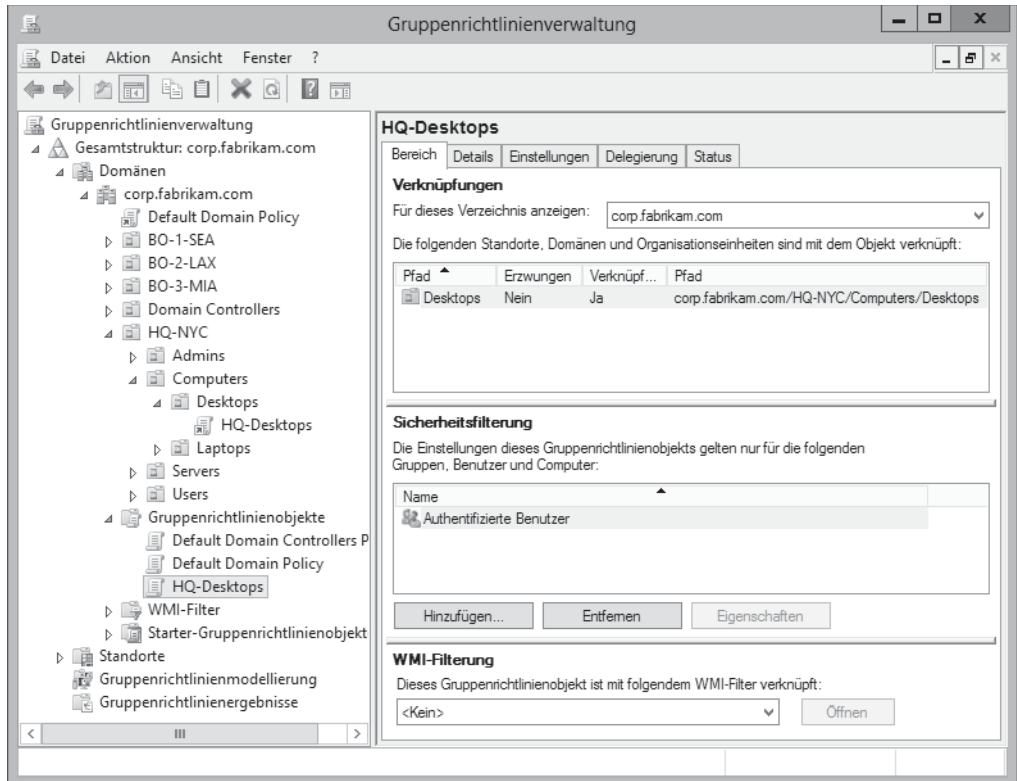 Gruppenrichtlinienverwaltung
Datei Aktion Ansicht Fenster ?
Gruppenrichtlinienverwaltung
Gesamtstruktur: corp.fabrikam.com
Domänen
corp.fabrikam.com
Default Domain Policy
BO-1-SEA
BO-2-LAX
BO-3-MIA
Domain Controllers
HQ-NYC
Admins
Computers
Desktops
HQ-Desktops
Laptops
Servers
Users
Gruppenrichtlinienobjekte
Default Domain Controllers P
Default Domain Policy
HQ-Desktops
WMI-Filter
Starter-Gruppenrichtlinienobjekt
Standorte
Gruppenrichtlinienmodellierung
Gruppenrichtlinienergebnisse
HQ-Desktops
Bereich Details Einstellungen Delegierung Status
Verknüpfungen
Für dieses Verzeichnis anzeigen: corp.fabrikam.com
Die folgenden Standorte, Domänen und Organisationseinheiten sind mit dem Objekt verknüpft:
Pfad Erzwungen Verknüpf... Pfad
Desktops Nein Ja corp.fabrikam.com/HQ-NYC/Computers/Desktops
Sicherheitsfilterung
Die Einstellungen dieses Gruppenrichtlinienobjekts gelten nur für die folgenden
Gruppen, Benutzer und Computer:
Name
Authentifizierte Benutzer
Hinzufügen... Entfernen Eigenschaften
WMI-Filterung
Dieses Gruppenrichtlinienobjekt ist mit folgendem WMI-Filter verknüpft:
<Kein> Öffnen